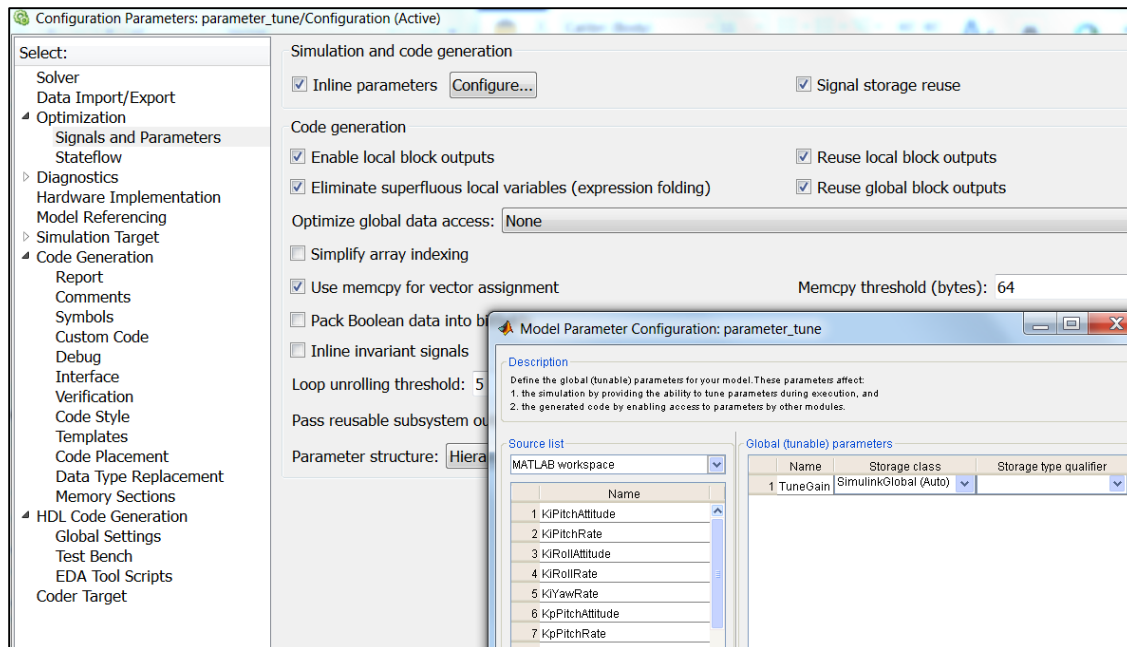 Configuration Parameters: parameter_tune/Configuration (Active)
Select:
Solver
Data Import/Export
Optimization
Signals and Parameters
Stateflow
Diagnostics
Hardware Implementation
Model Referencing
Simulation Target
Code Generation
Report
Comments
Symbols
Custom Code
Debug
Interface
Verification
Code Style
Templates
Code Placement
Data Type Replacement
Memory Sections
HDL Code Generation
Global Settings
Test Bench
EDA Tool Scripts
Coder Target
Simulation and code generation
Inline parameters Configure... Signal storage reuse
Code generation
Enable local block outputs Reuse local block outputs
Eliminate superfluous local variables (expression folding) Reuse global block outputs
Optimize global data access: None
Simplify array indexing
Use memcpy for vector assignment Memcpy threshold (bytes): 64
Pack Boolean data into bi
Inline invariant signals
Loop unrolling threshold: 5
Pass reusable subsystem ou
Parameter structure: Hiera
Model Parameter Configuration: parameter_tune
Description
Define the global (tunable) parameters for your model.These parameters affect:
1. the simulation by providing the ability to tune parameters during execution, and
2. the generated code by enabling access to parameters by other modules.
Source list
MATLAB workspace
Name
1 KiPitchAttitude
2 KiPitchRate
3 KiRollAttitude
4 KiRollRate
5 KiYawRate
6 KpPitchAttitude
7 KpPitchRate
Global (tunable) parameters
Name Storage class Storage type qualifier
1 TuneGain SimulinkGlobal (Auto)